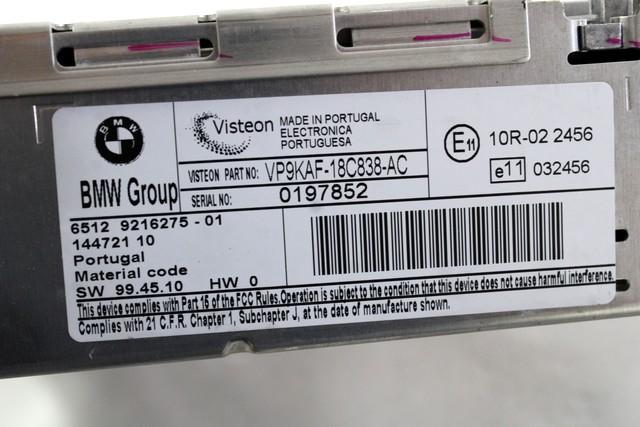 BMW
BMW Group
Visteon
MADE IN PORTUGAL
ELECTRONICA
PORTUGUESA
VISTEON PART NO: VP9KAF-18C838-AC
SERIAL NO: 0197852
E11 10R-02 2456
e11 032456
6512 9216275 - 01
144721 10
Portugal
Material code
SW 99.45.10 HW 0
This device complies with Part 15 of the FCC Rules.Operation is subject to the condition that this device does not cause harmful interference.
Complies with 21 C.F.R. Chapter 1, Subchapter J, at the date of manufacture shown.